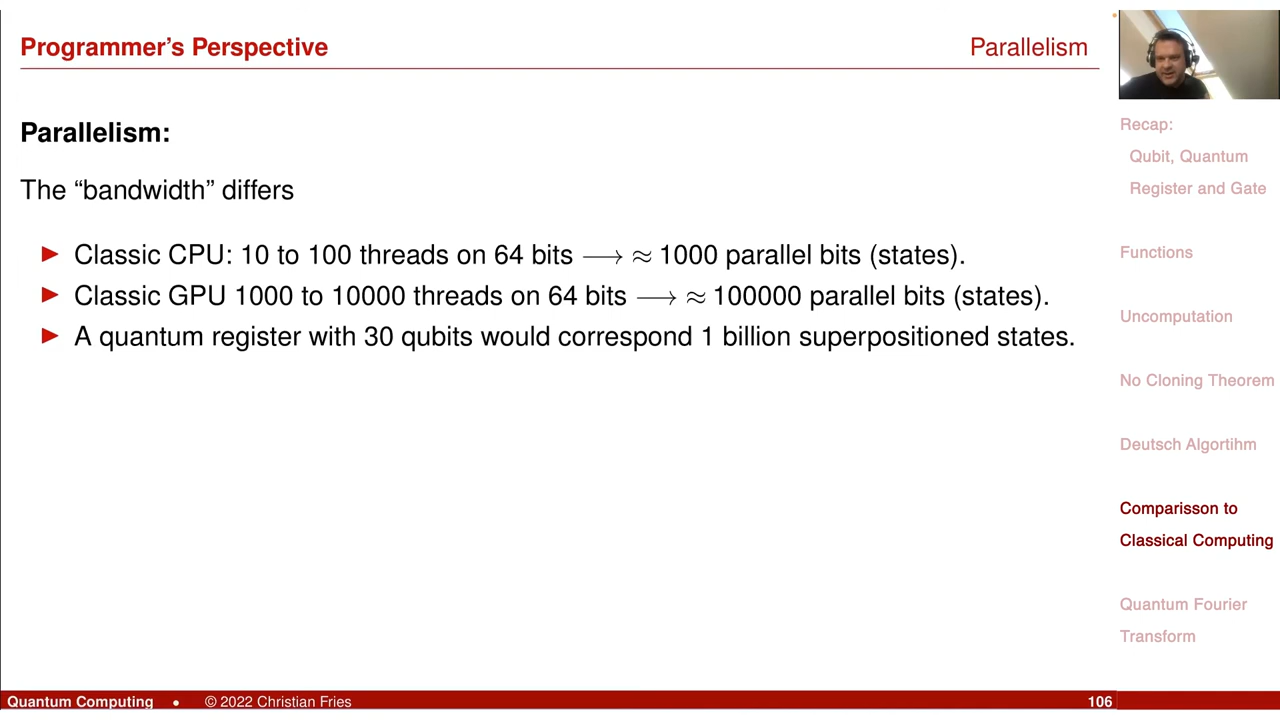 Programmer's Perspective
Parallelism
Parallelism:
The “bandwidth” differs
▶ Classic CPU: 10 to 100 threads on 64 bits ⟶ ≈ 1000 parallel bits (states).
▶ Classic GPU 1000 to 10000 threads on 64 bits ⟶ ≈ 100000 parallel bits (states).
▶ A quantum register with 30 qubits would correspond 1 billion superpositioned states.
Recap:
Qubit, Quantum
Register and Gate
Functions
Uncomputation
No Cloning Theorem
Deutsch Algortihm
Comparisson to
Classical Computing
Quantum Fourier
Transform
Quantum Computing • © 2022 Christian Fries
106